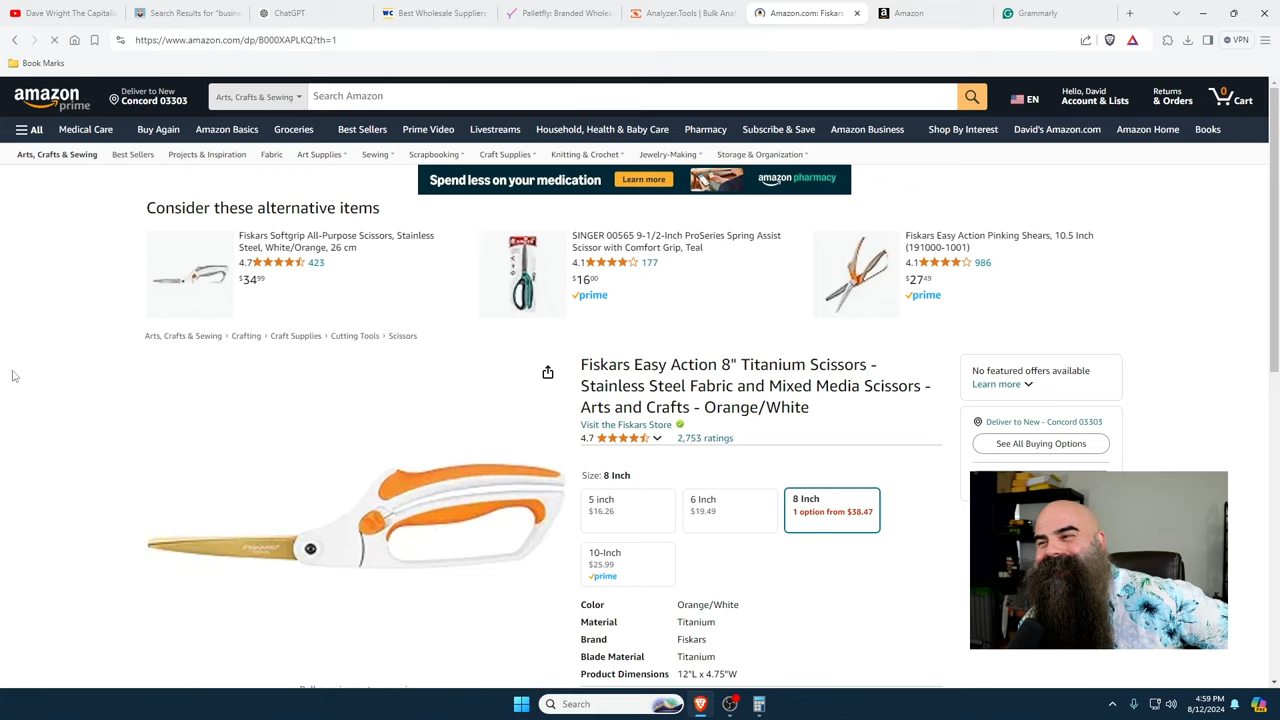 Dave Wright The Capitali
Search Results for "busin
ChatGPT
Best Wholesale Suppliers
Palletfly: Branded Whole
Analyzer.Tools | Bulk Ana
Amazon.com: Fiskars
Amazon
Grammarly
https://www.amazon.com/dp/B000XAPLKQ?th=1
VPN
Book Marks
amazon prime
Deliver to New
Concord 03303
Arts, Crafts & Sewing
Search Amazon
EN
Hello, David
Account & Lists
Returns
& Orders
0
Cart
All
Medical Care
Buy Again
Amazon Basics
Groceries
Best Sellers
Prime Video
Livestreams
Household, Health & Baby Care
Pharmacy
Subscribe & Save
Amazon Business
Shop By Interest
David's Amazon.com
Amazon Home
Books
Arts, Crafts & Sewing
Best Sellers
Projects & Inspiration
Fabric
Art Supplies
Sewing
Scrapbooking
Craft Supplies
Knitting & Crochet
Jewelry-Making
Storage & Organization
Spend less on your medication
Learn more
amazon pharmacy
Consider these alternative items
Fiskars Softgrip All-Purpose Scissors, Stainless
Steel, White/Orange, 26 cm
4.7 423
$34.99
SINGER 00565 9-1/2-Inch ProSeries Spring Assist
Scissor with Comfort Grip, Teal
4.1 177
$16.00
prime
Fiskars Easy Action Pinking Shears, 10.5 Inch
(191000-1001)
4.1 986
$27.49
prime
Arts, Crafts & Sewing › Crafting › Craft Supplies › Cutting Tools › Scissors
Fiskars Easy Action 8" Titanium Scissors -
Stainless Steel Fabric and Mixed Media Scissors -
Arts and Crafts - Orange/White
Visit the Fiskars Store
4.7 2,753 ratings
Size: 8 Inch
5 inch
$16.26
6 Inch
$19.49
8 Inch
1 option from $38.47
10-Inch
$25.99
prime
Color Orange/White
Material Titanium
Brand Fiskars
Blade Material Titanium
Product Dimensions 12"L x 4.75"W
No featured offers available
Learn more
Deliver to New - Concord 03303
See All Buying Options
FISKARS
Search
4:59 PM
8/12/2024